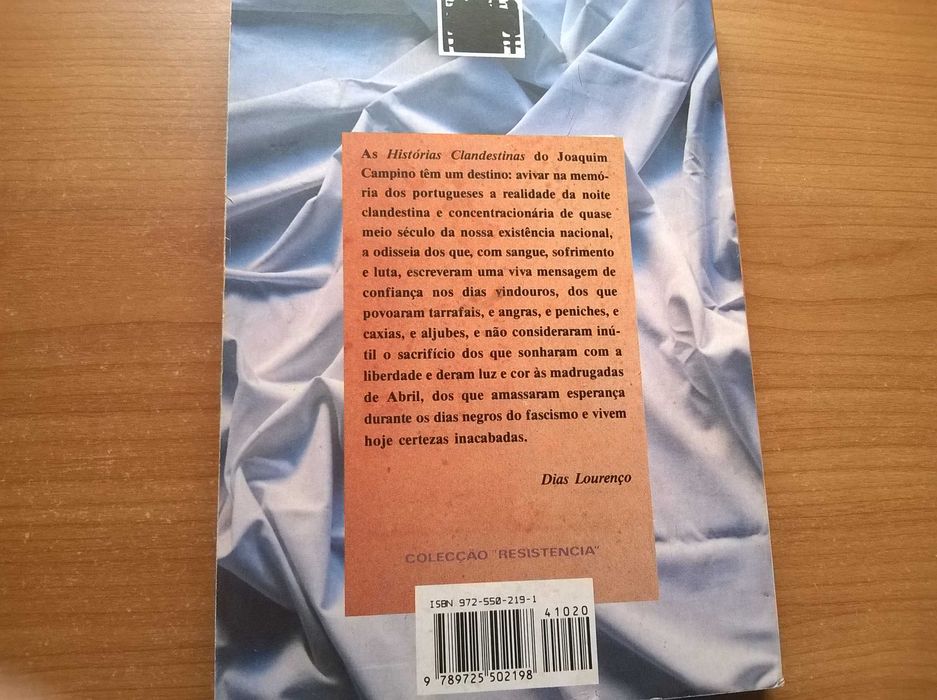 As Histórias Clandestinas do Joaquim
Campino têm um destino: avivar na memó-
ria dos portugueses a realidade da noite
clandestina e concentracionária de quase
meio século da nossa existência nacional,
a odisseia dos que, com sangue, sofrimento
e luta, escreveram uma viva mensagem de
confiança nos dias vindouros, dos que
povoaram tarrafais, e angras, e peniches, e
caxias, e aljubes, e não consideraram inú-
til o sacrifício dos que sonharam com a
liberdade e deram luz e cor às madrugadas
de Abril, dos que amassaram esperança
durante os dias negros do fascismo e vivem
hoje certezas inacabadas.
Dias Lourenço
COLECÇÃO "RESISTENCIA"
ISBN 972-550-219-1
41020
9 789725 502198